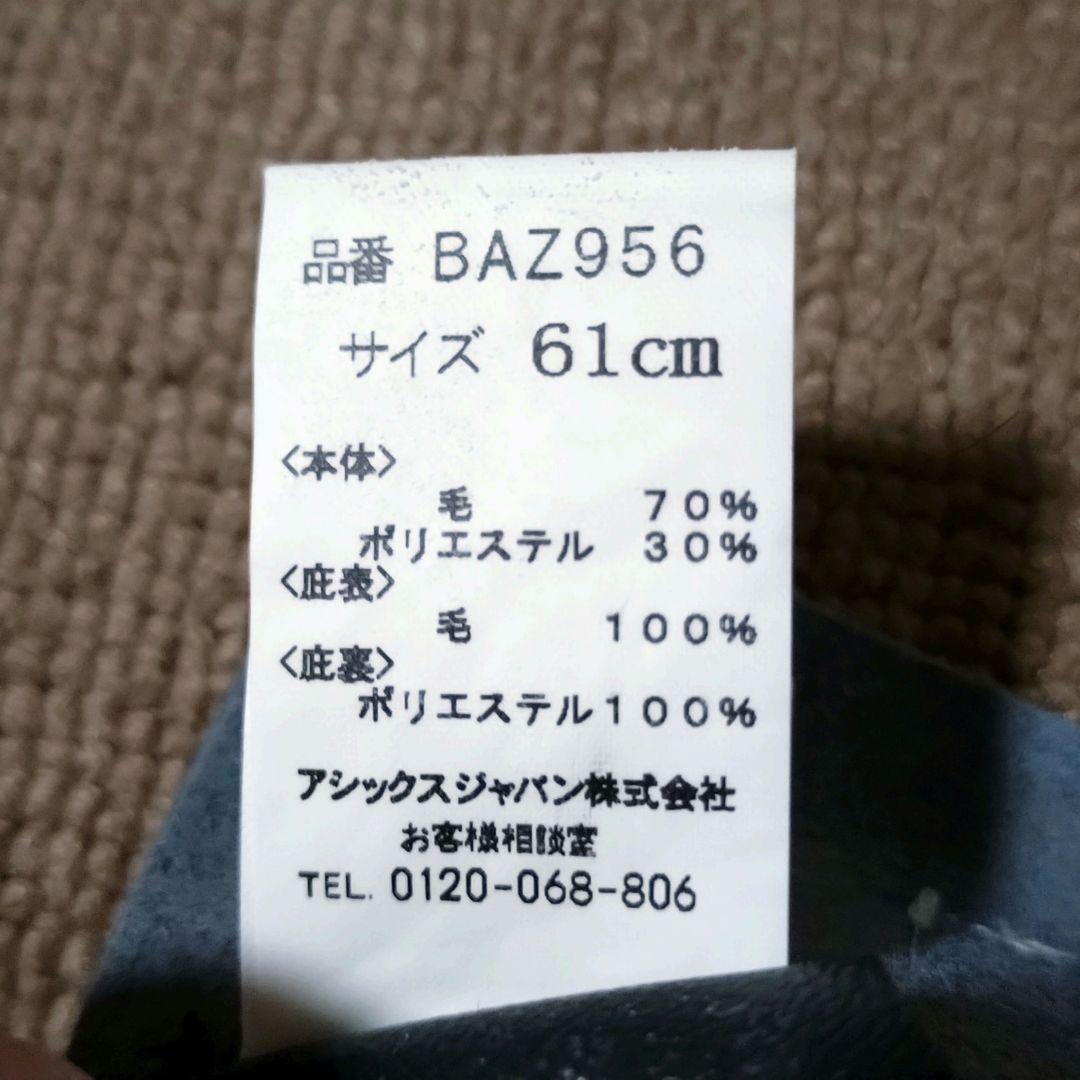 品番 BAZ956
サイズ 61cm
<本体>
毛 70%
ポリエステル 30%
<庇表>
毛 100%
<庇裏>
ポリエステル100%
アシックスジャパン株式会社
お客様相談室
TEL. 0120-068-806